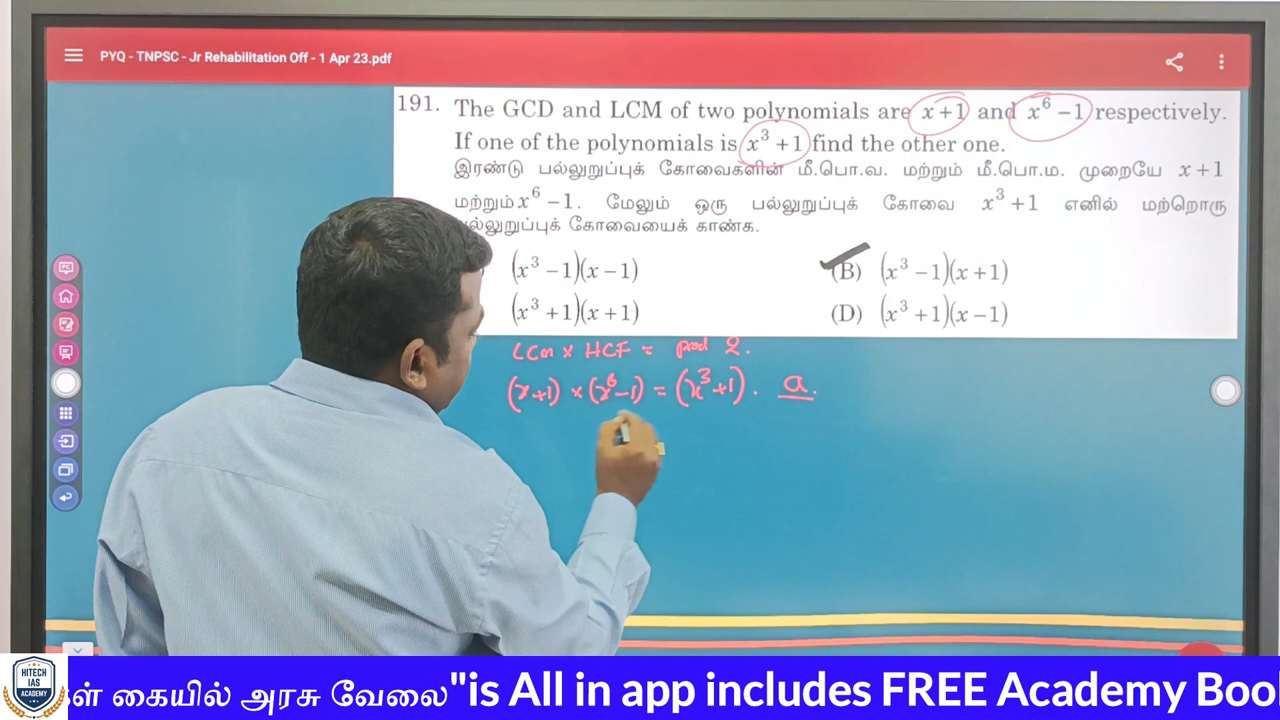 PYQ - TNPSC - Jr Rehabilitation Off - 1 Apr 23.pdf
191. The GCD and LCM of two polynomials are x+1 and x⁶−1 respectively.
If one of the polynomials is x³+1 find the other one.
இரண்டு பல்லுறுப்புக் கோவைகளின் மீ.பொ.வ. மற்றும் மீ.பொ.ம. முறையே x+1
மற்றும் x⁶−1. மேலும் ஒரு பல்லுறுப்புக் கோவை x³+1 எனில் மற்றொரு
பல்லுறுப்புக் கோவையைக் காண்க.
(x³−1)(x−1) (B) (x³−1)(x+1)
(x³+1)(x+1) (D) (x³+1)(x−1)
LCM × HCF = prod 2.
(x+1) × (x⁶−1) = (x³+1). a.
HITECH
IAS
ACADEMY
கள் கையில் அரசு வேலை"is All in app includes FREE Academy Boo